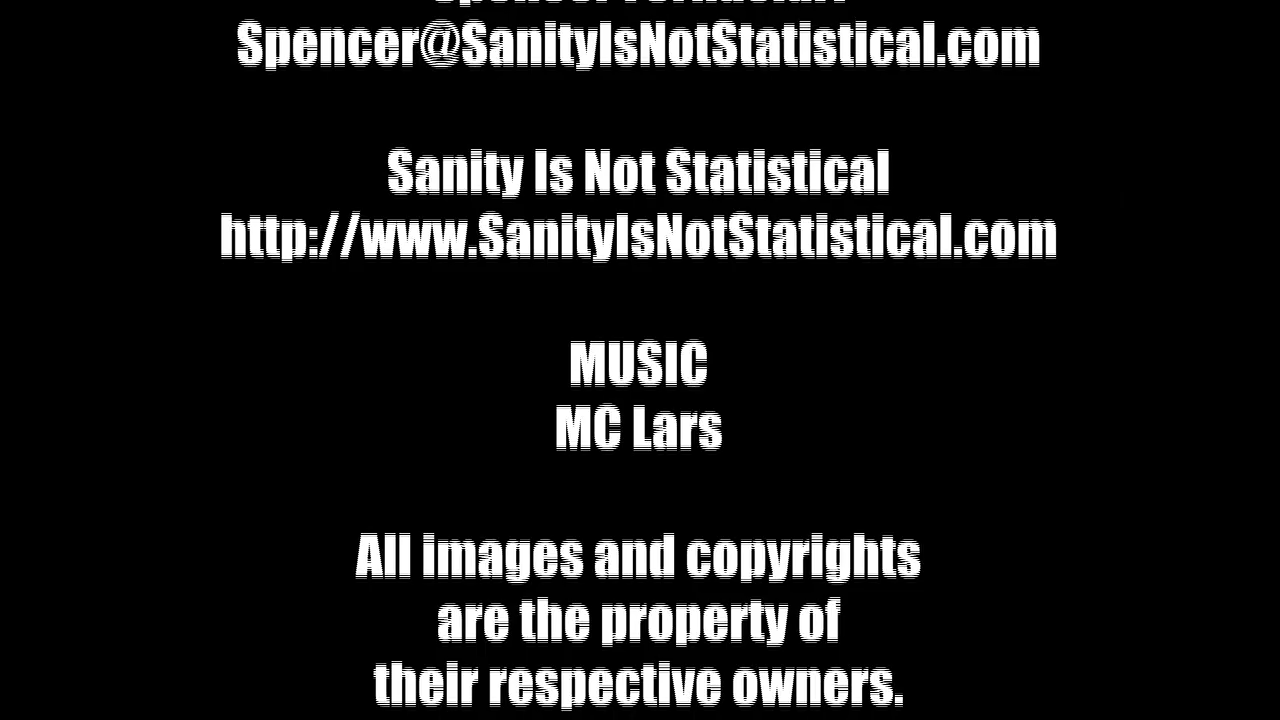 Spencer@SanityIsNotStatistical.com
Sanity Is Not Statistical
http://www.SanityIsNotStatistical.com
MUSIC
MC Lars
All images and copyrights
are the property of
their respective owners.